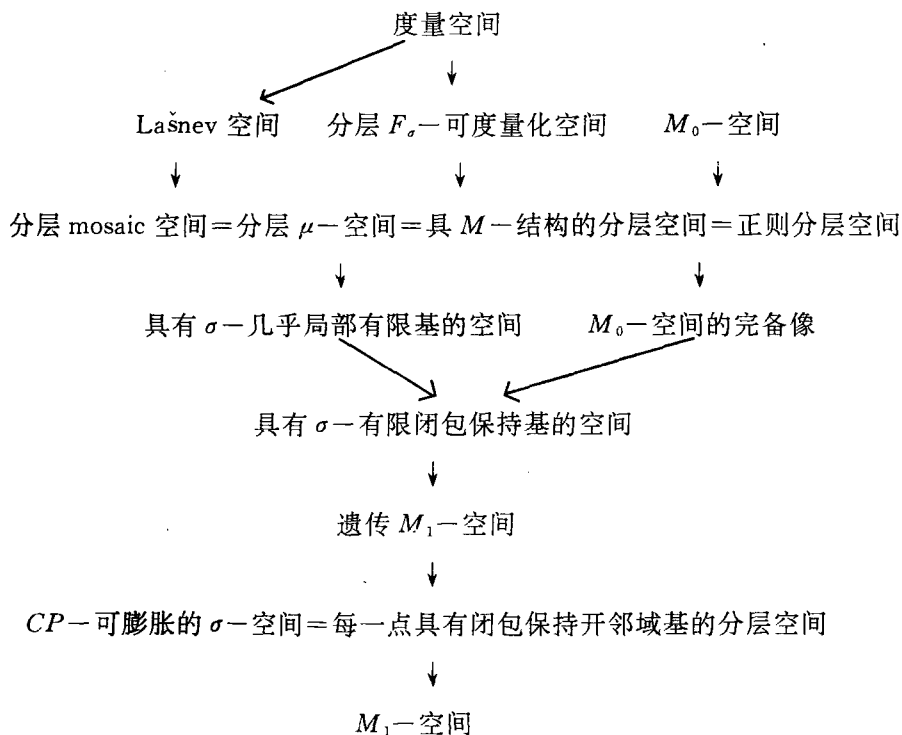 度量空间
Lašnev 空间 分层 $F_σ$－可度量化空间 $M_0$－空间
分层 mosaic 空间＝分层 μ－空间＝具 M－结构的分层空间＝正则分层空间
具有 σ－几乎局部有限基的空间 $M_0$－空间的完备像
具有 σ－有限闭包保持基的空间
遗传 $M_1$－空间
CP－可膨胀的 σ－空间＝每一点具有闭包保持开邻域基的分层空间
$M_1$－空间